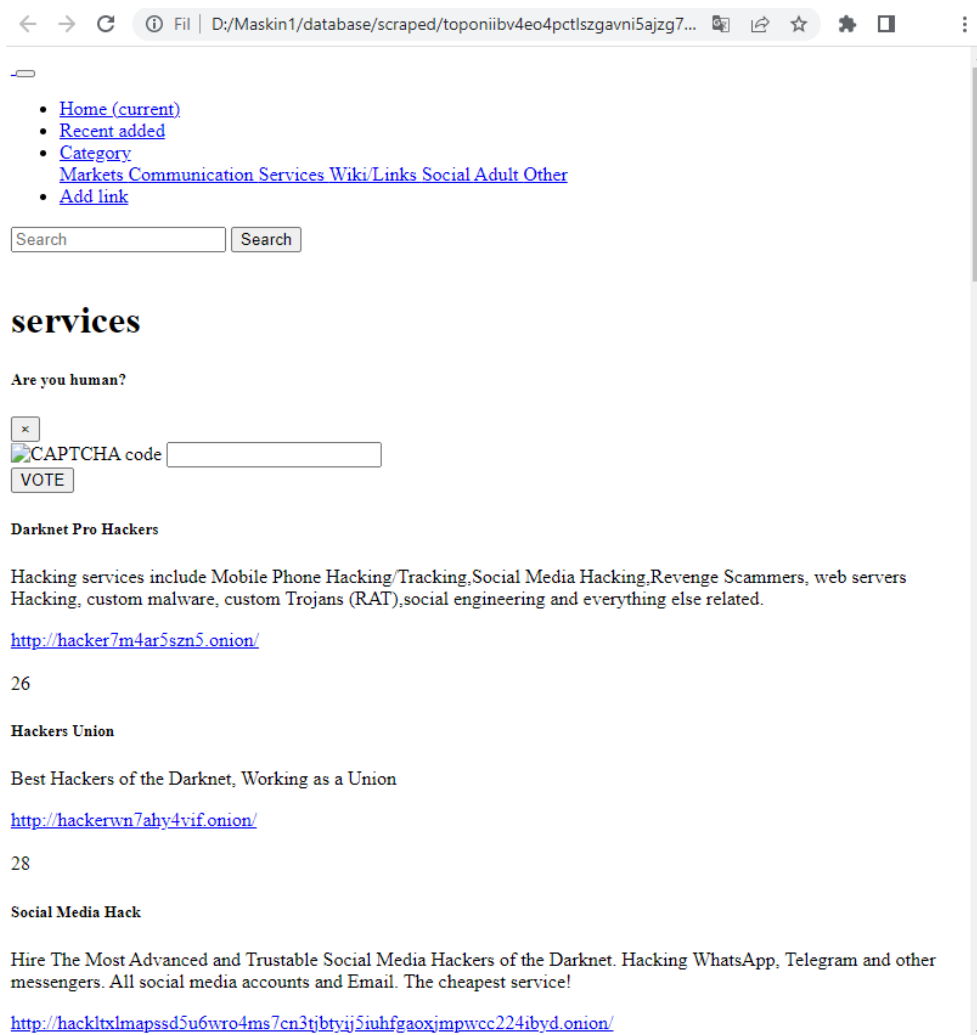 Fil
D:/Maskin1/database/scraped/toponiibv4eo4pctlszgavni5ajzg7...
Home (current)
Recent added
Category
Markets Communication Services Wiki/Links Social Adult Other
Add link
Search Search
services
Are you human?
×
CAPTCHA code
VOTE
Darknet Pro Hackers
Hacking services include Mobile Phone Hacking/Tracking,Social Media Hacking,Revenge Scammers, web servers
Hacking, custom malware, custom Trojans (RAT),social engineering and everything else related.
http://hacker7m4ar5szn5.onion/
26
Hackers Union
Best Hackers of the Darknet, Working as a Union
http://hackerwn7ahy4vif.onion/
28
Social Media Hack
Hire The Most Advanced and Trustable Social Media Hackers of the Darknet. Hacking WhatsApp, Telegram and other
messengers. All social media accounts and Email. The cheapest service!
http://hackltxlmapssd5u6wro4ms7cn3tjbtyij5iuhfgaoxjmpwcc224ibyd.onion/